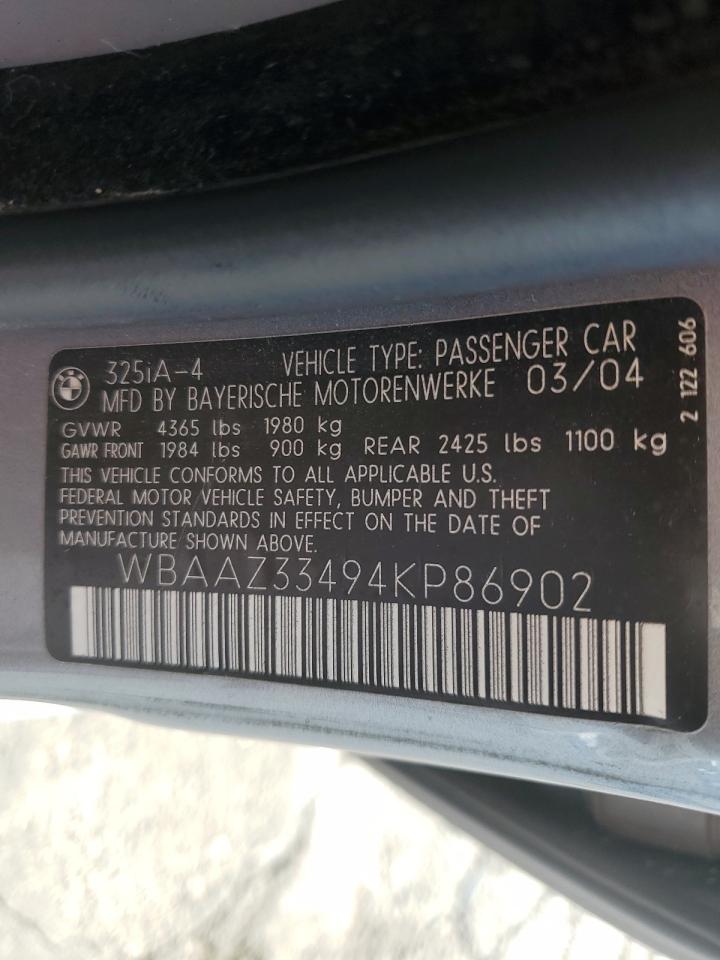 325iA-4 VEHICLE TYPE: PASSENGER CAR
MFD BY BAYERISCHE MOTORENWERKE 03/04
GVWR 4365 lbs 1980 kg
GAWR FRONT 1984 lbs 900 kg REAR 2425 lbs 1100 kg
THIS VEHICLE CONFORMS TO ALL APPLICABLE U.S.
FEDERAL MOTOR VEHICLE SAFETY, BUMPER AND THEFT
PREVENTION STANDARDS IN EFFECT ON THE DATE OF
MANUFACTURE SHOWN ABOVE.
WBAAZ33494KP86902
2 122 606